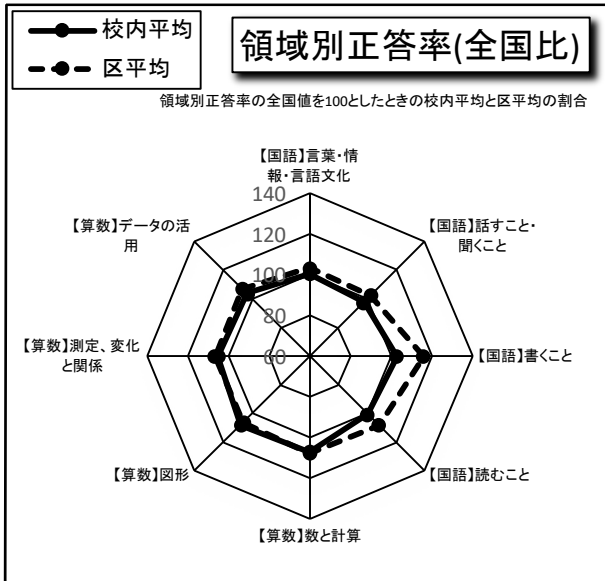 校内平均
区平均
領域別正答率(全国比)
領域別正答率の全国値を100としたときの校内平均と区平均の割合
【国語】言葉・情
報・言語文化
【国語】話すこと・
聞くこと
【国語】書くこと
【国語】読むこと
【算数】数と計算
【算数】図形
【算数】測定、変化
と関係
【算数】データの活
用
140
120
100
80
60